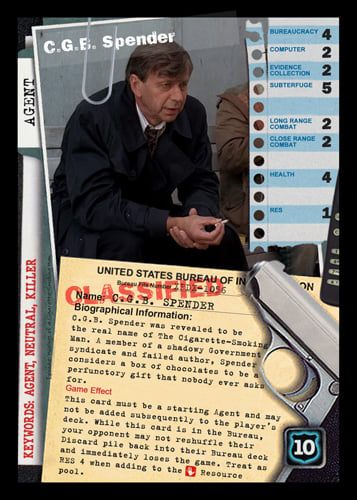 C.G.B. Spender
AGENT
KEYWORDS: AGENT, NEUTRAL, KILLER
BUREAUCRACY 4
COMPUTER 2
EVIDENCE
COLLECTION 2
SUBTERFUGE 5
LONG RANGE
COMBAT 2
CLOSE RANGE
COMBAT 2
HEALTH 4
RES 1
UNITED STATES BUREAU OF IN ON
Bureau File Number
CLASSIFIED
Name: C.G.B. SPENDER
Biographical Information:
C.G.B. Spender was revealed to be
the real name of The Cigarette-Smoking
Man. A member of a shadowy Government
syndicate and failed author, Spender
considers a box of chocolates to be a
perfunctory gift that nobody ever asks
for.
Game Effect
This card must be a starting Agent and may
not be added subsequently to the player's
deck. While this card is in the Bureau,
your opponent may not reshuffle their
Discard pile back into their Bureau deck
and immediately loses the game. Treat as
RES 4 when adding to the Resource
pool.
10